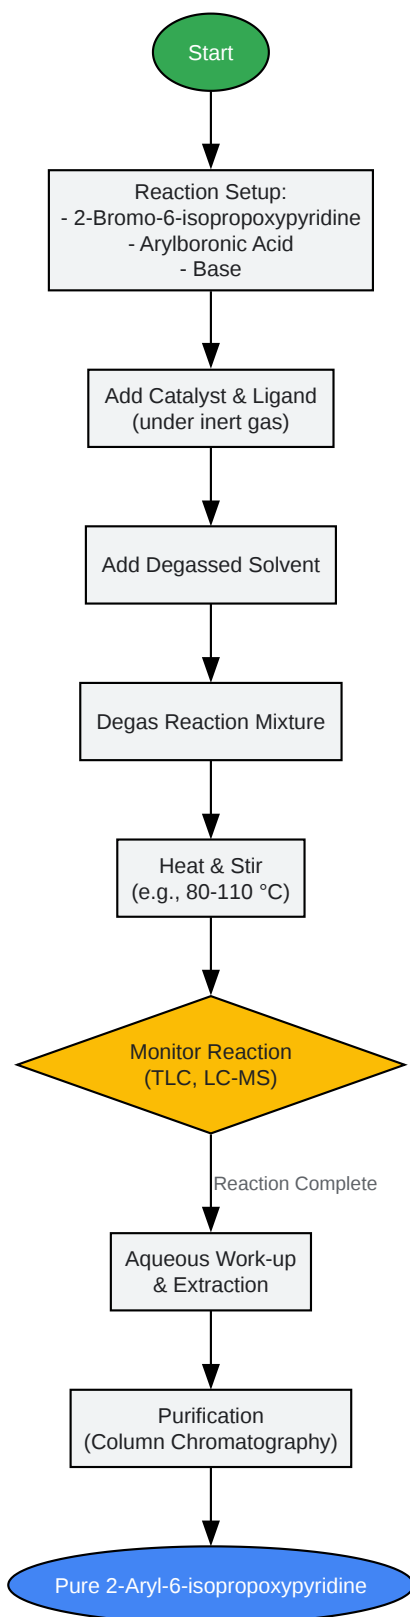 Start
Reaction Setup:
- 2-Bromo-6-isopropoxypyridine
- Arylboronic Acid
- Base
Add Catalyst & Ligand
(under inert gas)
Add Degassed Solvent
Degas Reaction Mixture
Heat & Stir
(e.g., 80-110 °C)
Monitor Reaction
(TLC, LC-MS)
Reaction Complete
Aqueous Work-up
& Extraction
Purification
(Column Chromatography)
Pure 2-Aryl-6-isopropoxypyridine